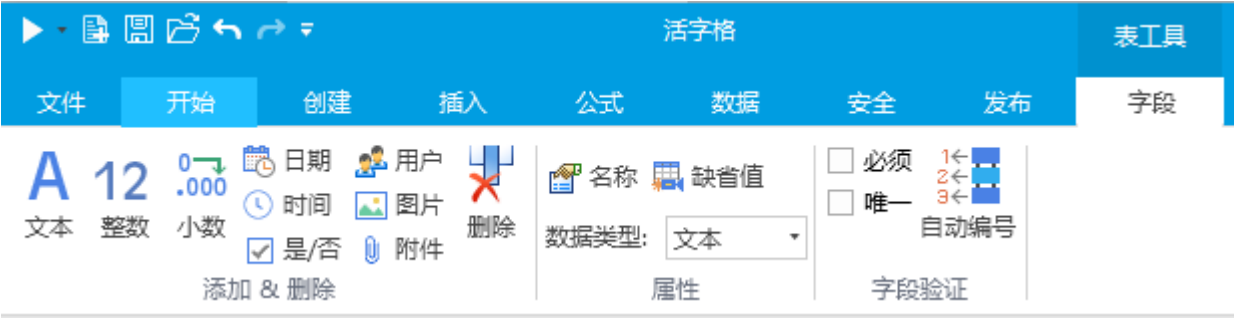 活字格
表工具
文件 开始 创建 插入 公式 数据 安全 发布 字段
A 12 0 .000 日期 用户 名称 缺省值 必须 1 2 3
文本 整数 小数 时间 图片 删除 数据类型: 文本 唯一 自动编号
是/否 附件
添加 & 删除 属性 字段验证